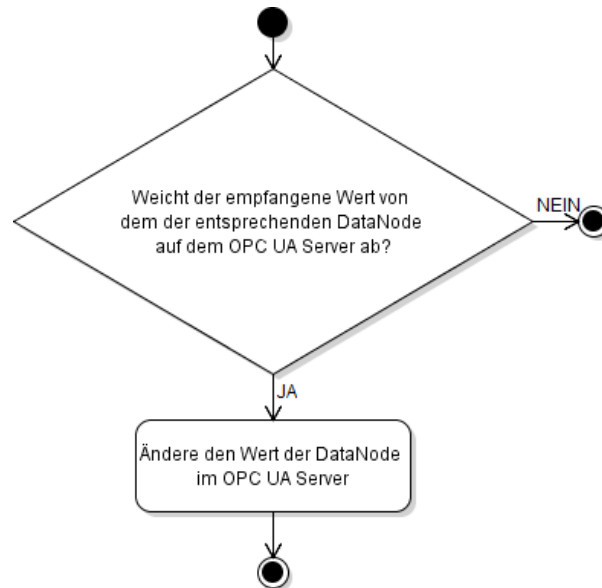 Weicht der empfangene Wert von
dem der entsprechenden DataNode
auf dem OPC UA Server ab?
NEIN
JA
Ändere den Wert der DataNode
im OPC UA Server